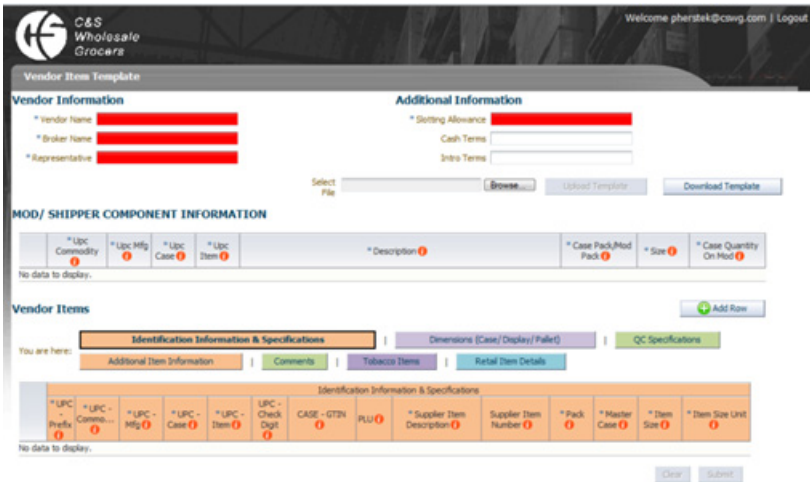 C&S
Wholesale
Grocers
Welcome pherstek@cswg.com | Logout
Vendor Item Template
Vendor Information
Additional Information
* Vendor Name
* Slotting Allowance
* Broker Name
Cash Terms
* Representative
Intro Terms
Select File
Browse...
Upload Template
Download Template
MOD/ SHIPPER COMPONENT INFORMATION
* Upc Commodity
* Upc Mfg
* Upc Case
* Upc Item
* Description
* Case Pack/Mod Pack
* Size
* Case Quantity On Mod
No data to display.
Vendor Items
Add Row
You are here:
Identification Information & Specifications
| Dimensions (Case/Display/Pallet)
| QC Specifications
Additional Item Information
| Comments
| Tobacco Items
| Retail Item Details
Identification Information & Specifications
* UPC - Prefix
* UPC - Commo...
* UPC - Mfg
* UPC - Case
* UPC - Item
UPC - Check Digit
CASE - GTIN
PLU
* Supplier Item Description
Supplier Item Number
* Pack
* Master Case
* Item Size
* Item Size Unit
No data to display.
Clear
Submit